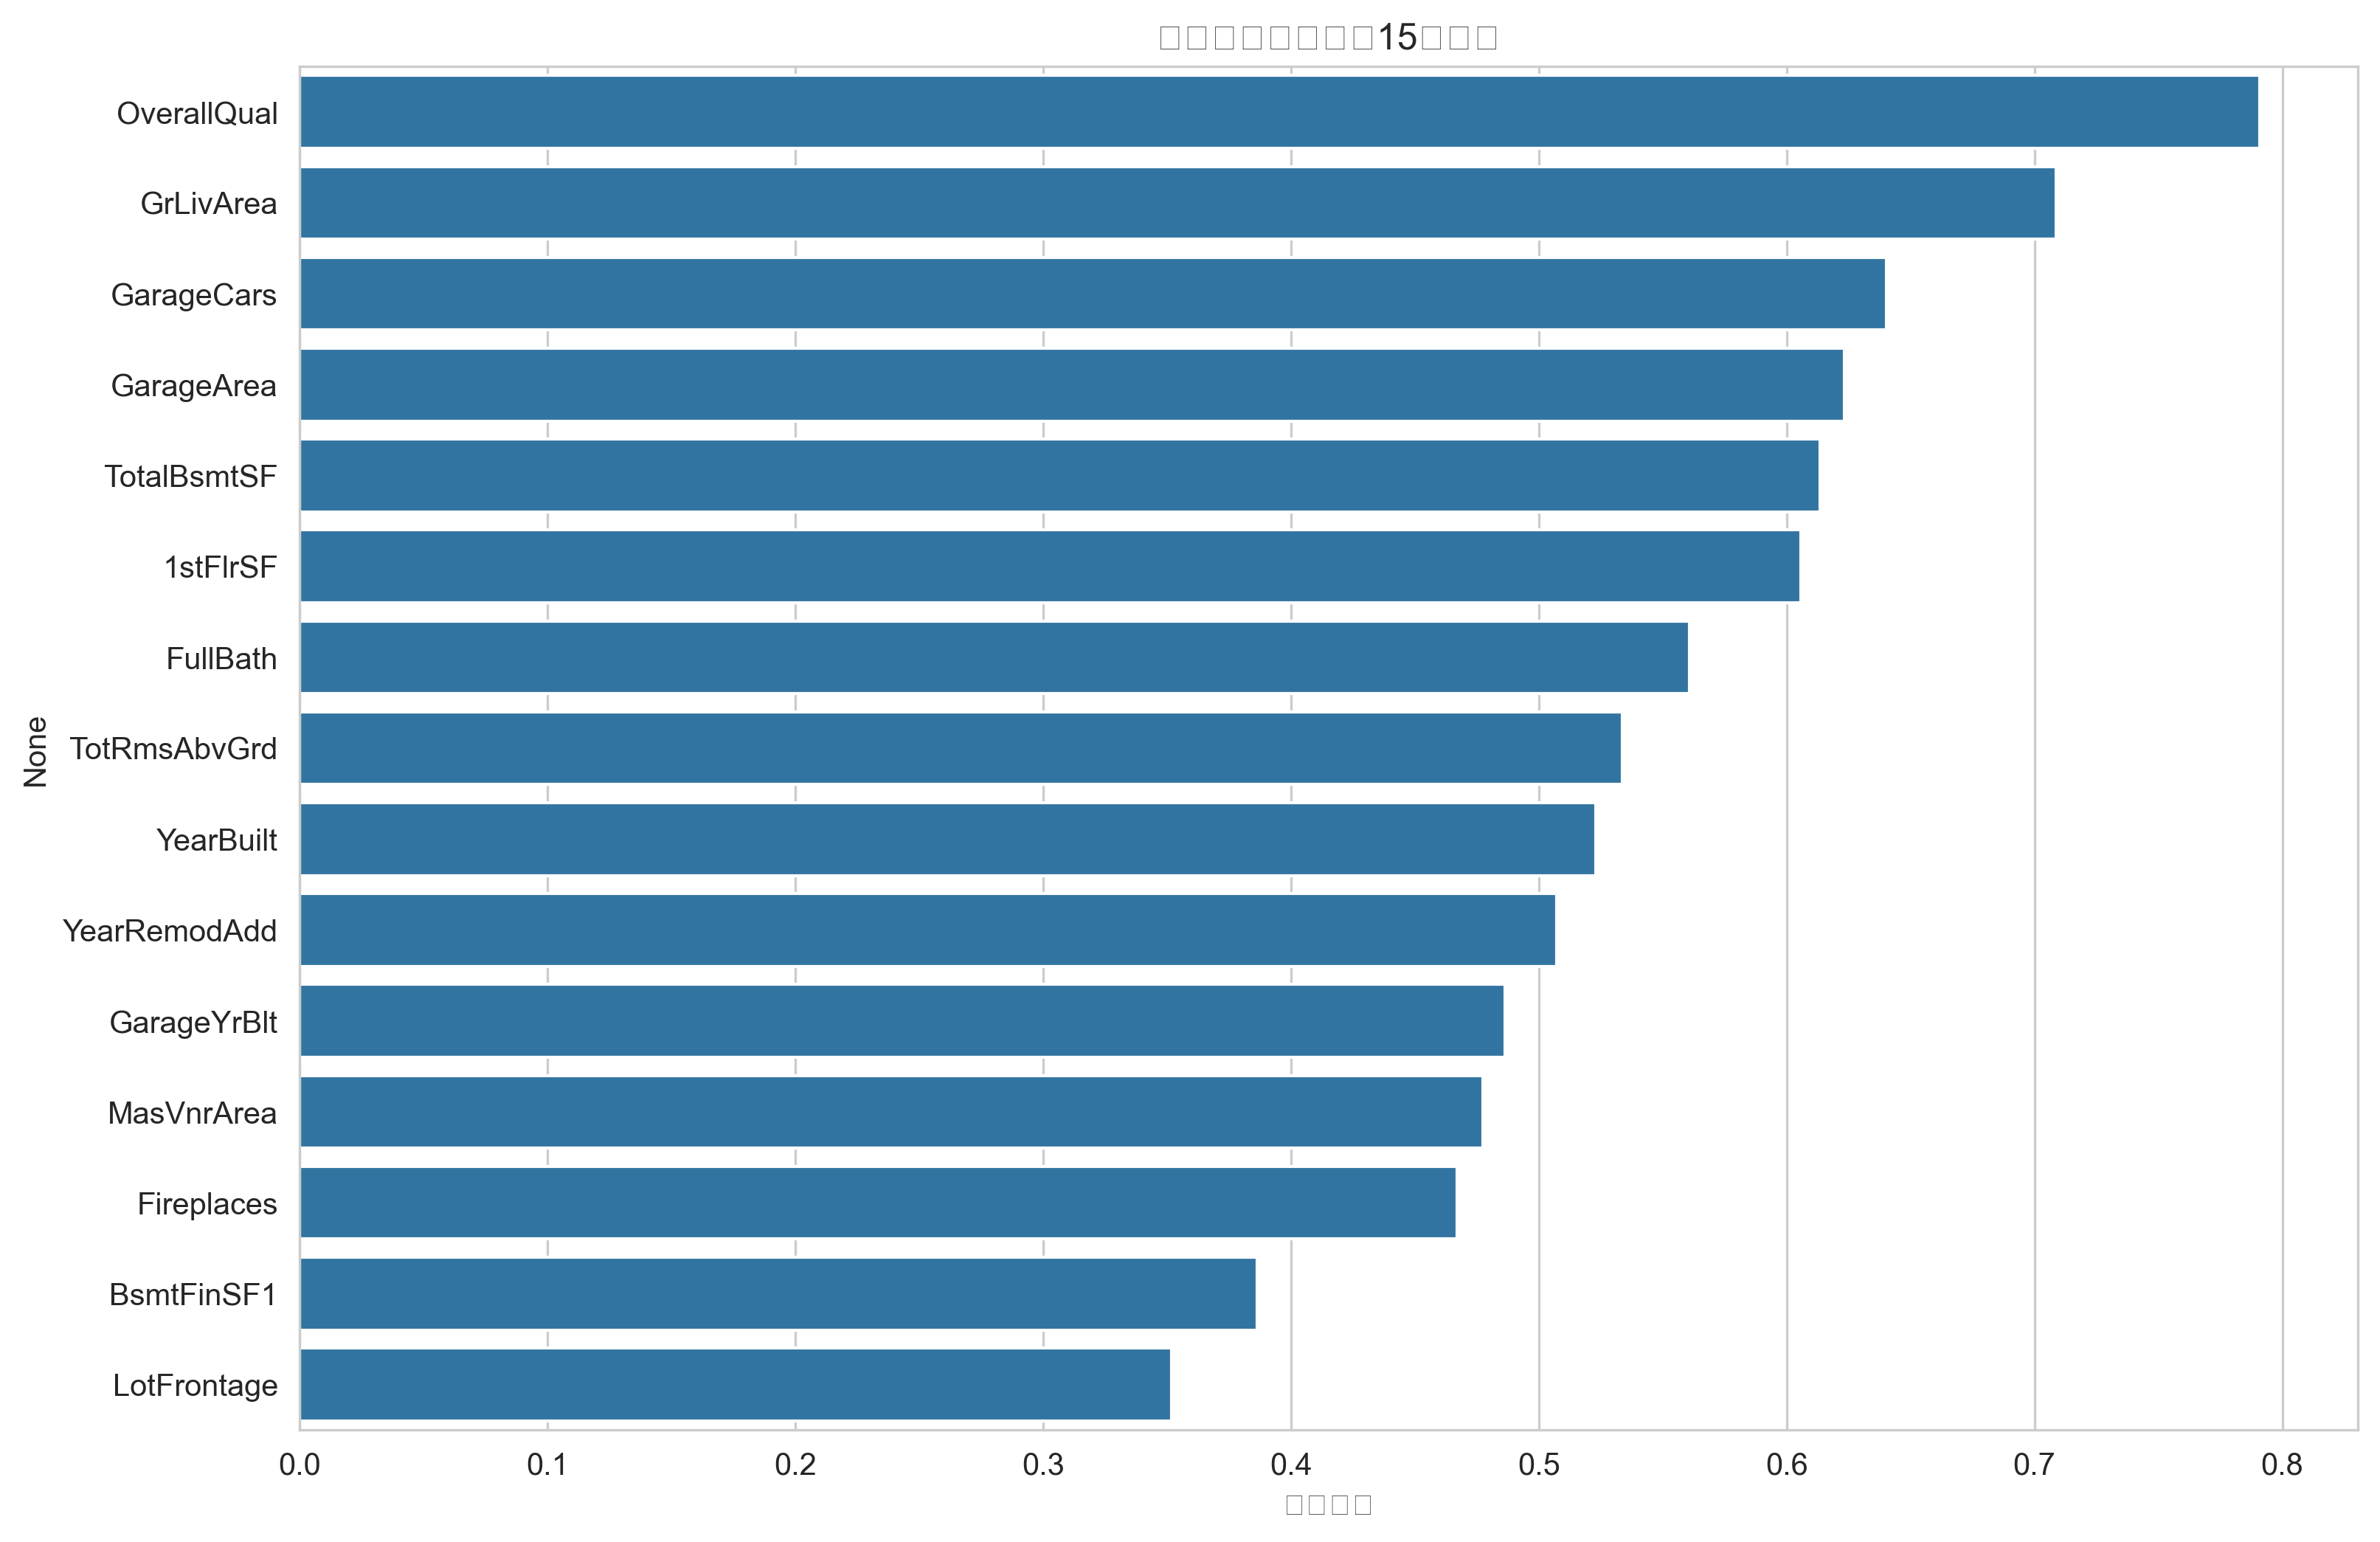 15
OverallQual
GrLivArea
GarageCars
GarageArea
TotalBsmtSF
1stFlrSF
FullBath
TotRmsAbvGrd
YearBuilt
YearRemodAdd
GarageYrBlt
MasVnrArea
Fireplaces
BsmtFinSF1
LotFrontage
None
0.0 0.1 0.2 0.3 0.4 0.5 0.6 0.7 0.8